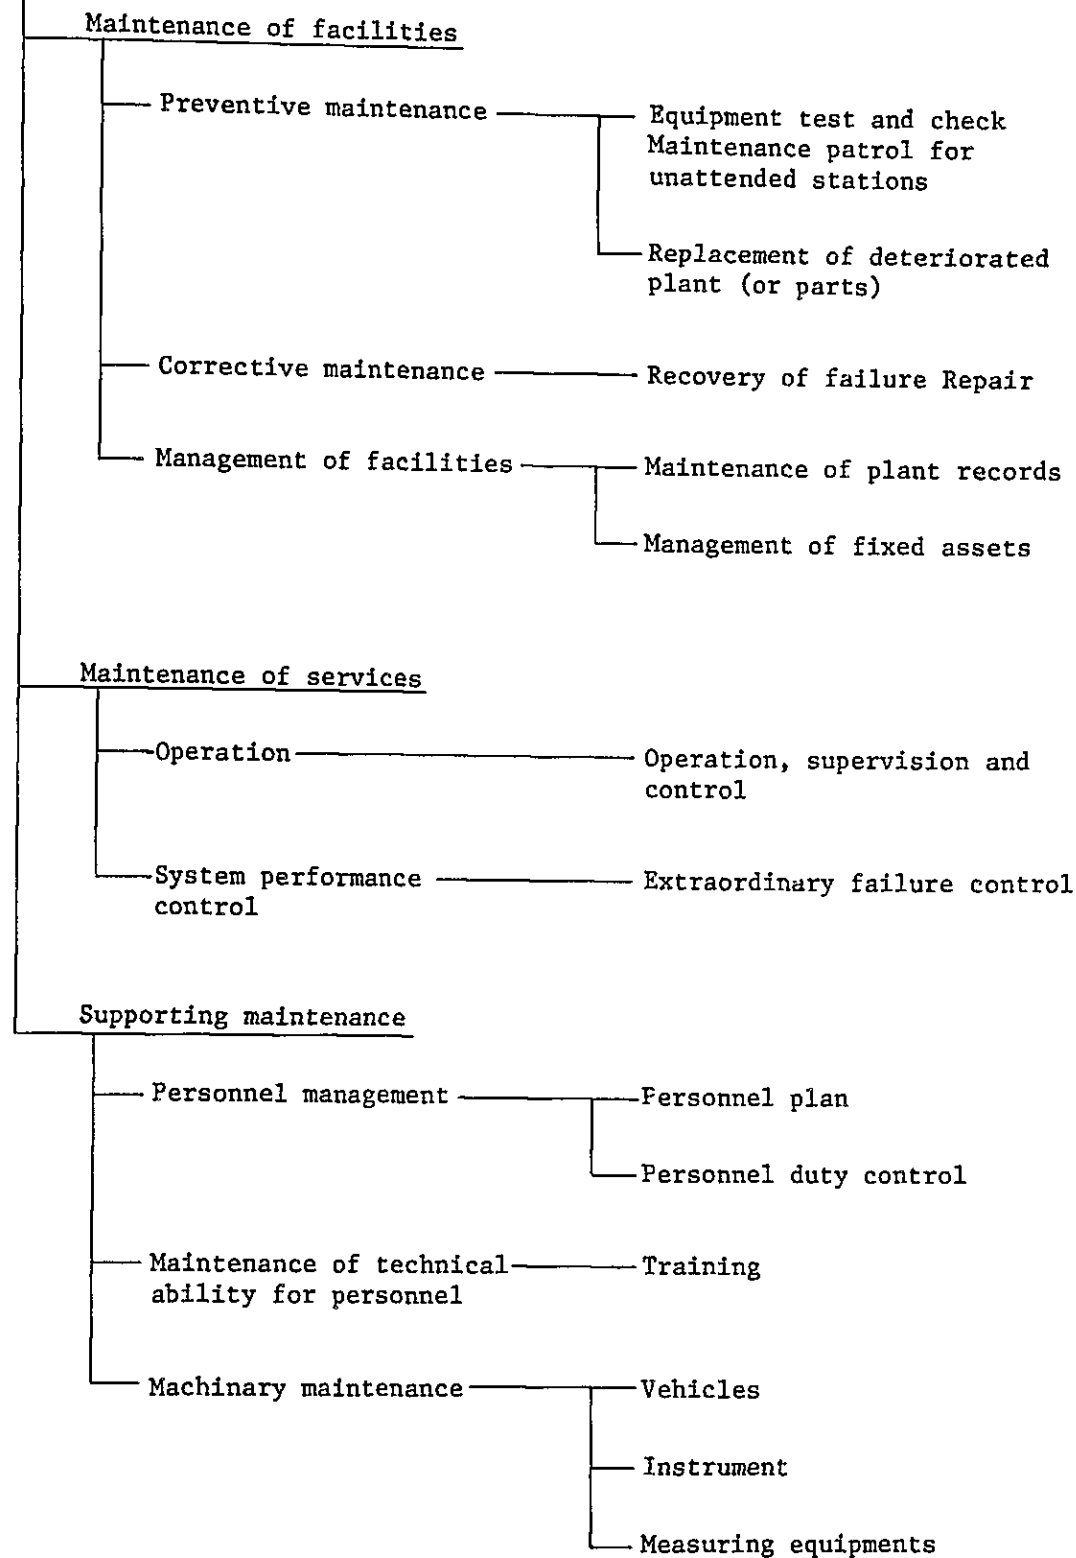 Maintenance of facilities
Preventive maintenance
Equipment test and check
Maintenance patrol for
unattended stations
Replacement of deteriorated
plant (or parts)
Corrective maintenance
Recovery of failure Repair
Management of facilities
Maintenance of plant records
Management of fixed assets
Maintenance of services
Operation
Operation, supervision and
control
System performance
control
Extraordinary failure control
Supporting maintenance
Personnel management
Personnel plan
Personnel duty control
Maintenance of technical
ability for personnel
Training
Machinary maintenance
Vehicles
Instrument
Measuring equipments